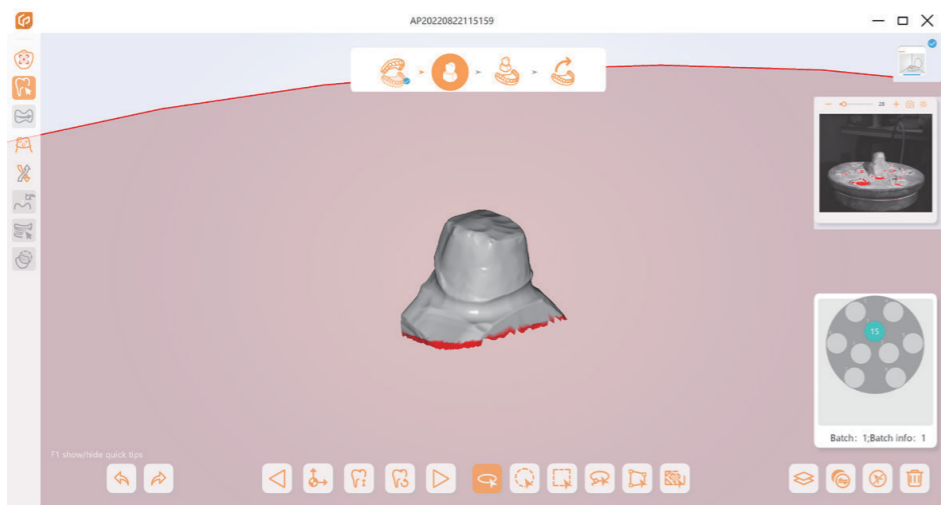 AP20220822115159
28
15
Batch: 1;Batch info: 1
F1 show/hide quick tips